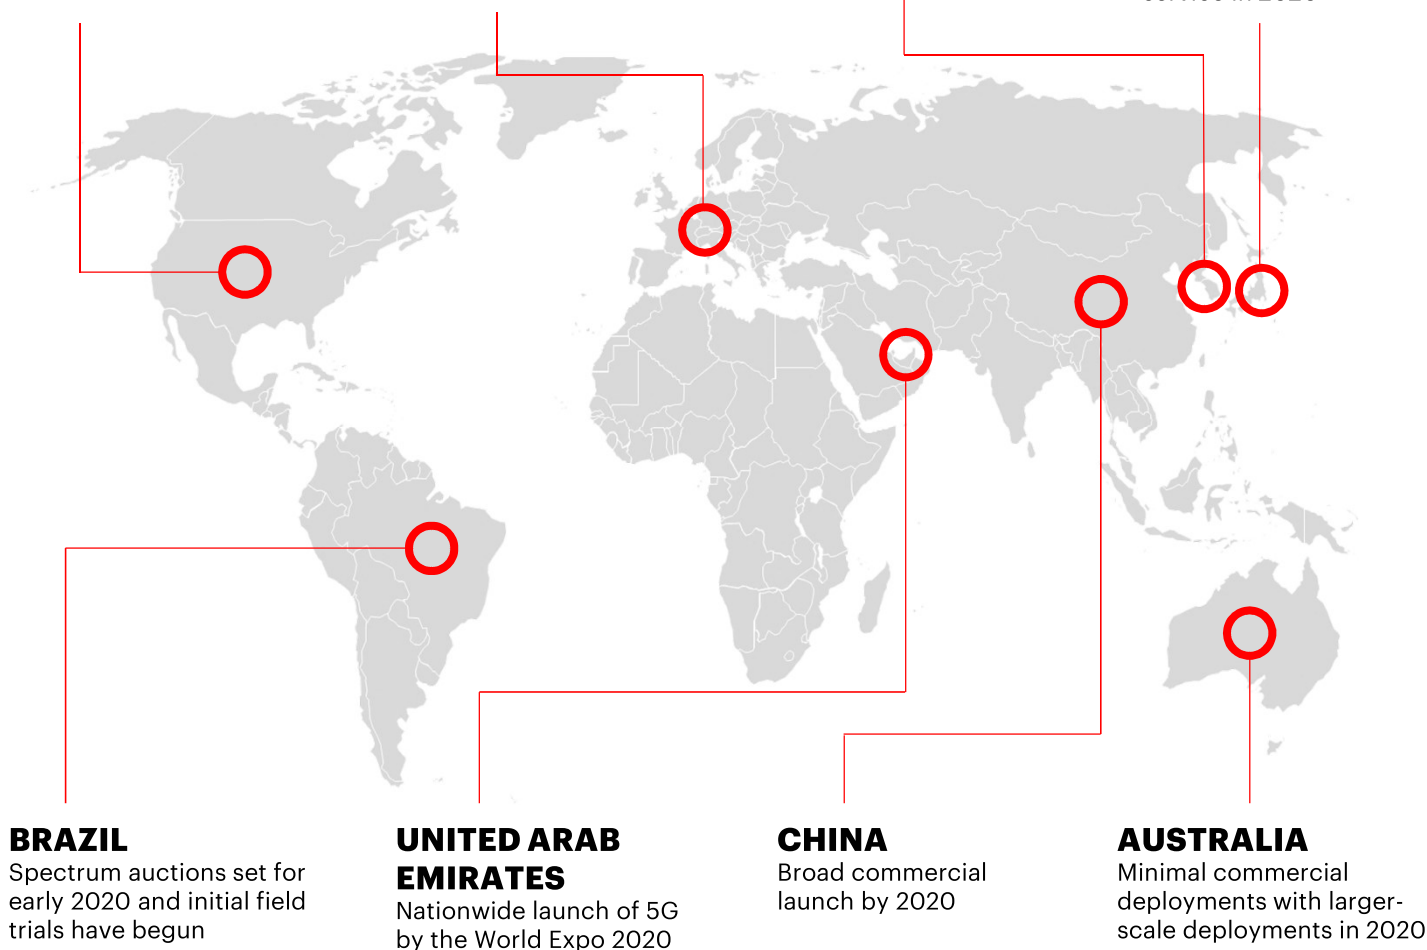 in 2020
BRAZIL
Spectrum auctions set for
early 2020 and initial field
trials have begun
UNITED ARAB
EMIRATES
Nationwide launch of 5G
by the World Expo 2020
CHINA
Broad commercial
launch by 2020
AUSTRALIA
Minimal commercial
deployments with larger-
scale deployments in 2020